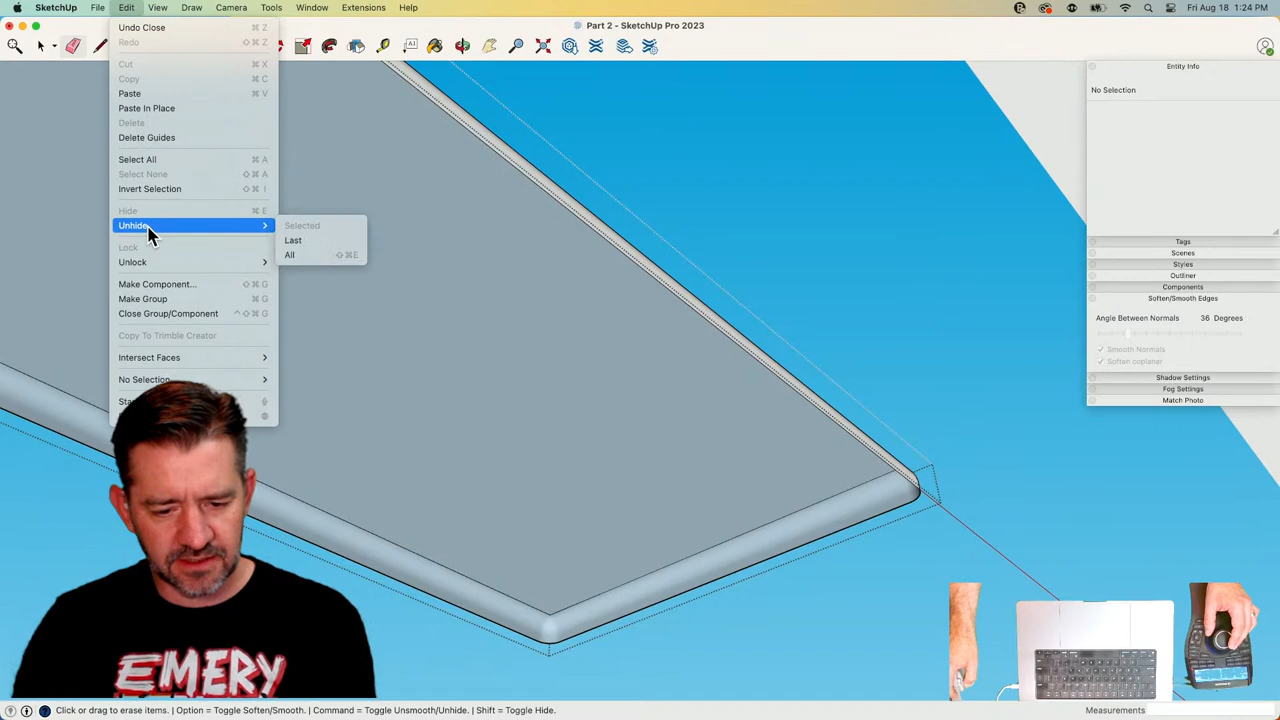 SketchUp File Edit View Draw Camera Tools Window Extensions Help Fri Aug 18 1:24 PM
Part 2 - SketchUp Pro 2023
Undo Close ⌘ Z
Redo ⇧ ⌘ Z
Cut ⌘ X
Copy ⌘ C
Paste ⌘ V
Paste In Place
Delete
Delete Guides
Select All ⌘ A
Select None ⇧ ⌘ A
Invert Selection ⇧ ⌘ I
Hide ⌘ E
Unhide
Lock
Unlock
Make Component... ⇧ ⌘ G
Make Group ⌘ G
Close Group/Component ^ ⇧ ⌘ G
Copy To Trimble Creator
Intersect Faces
No Selection
Selected
Last
All ⇧⌘E
A1
Entity Info
No Selection
Tags
Scenes
Styles
Outliner
Components
Soften/Smooth Edges
Angle Between Normals 36 Degrees
Smooth Normals
Soften coplanar
Shadow Settings
Fog Settings
Match Photo
EMERY
Click or drag to erase items. | Option = Toggle Soften/Smooth. | Command = Toggle Unsmooth/Unhide. | Shift = Toggle Hide.
Measurements